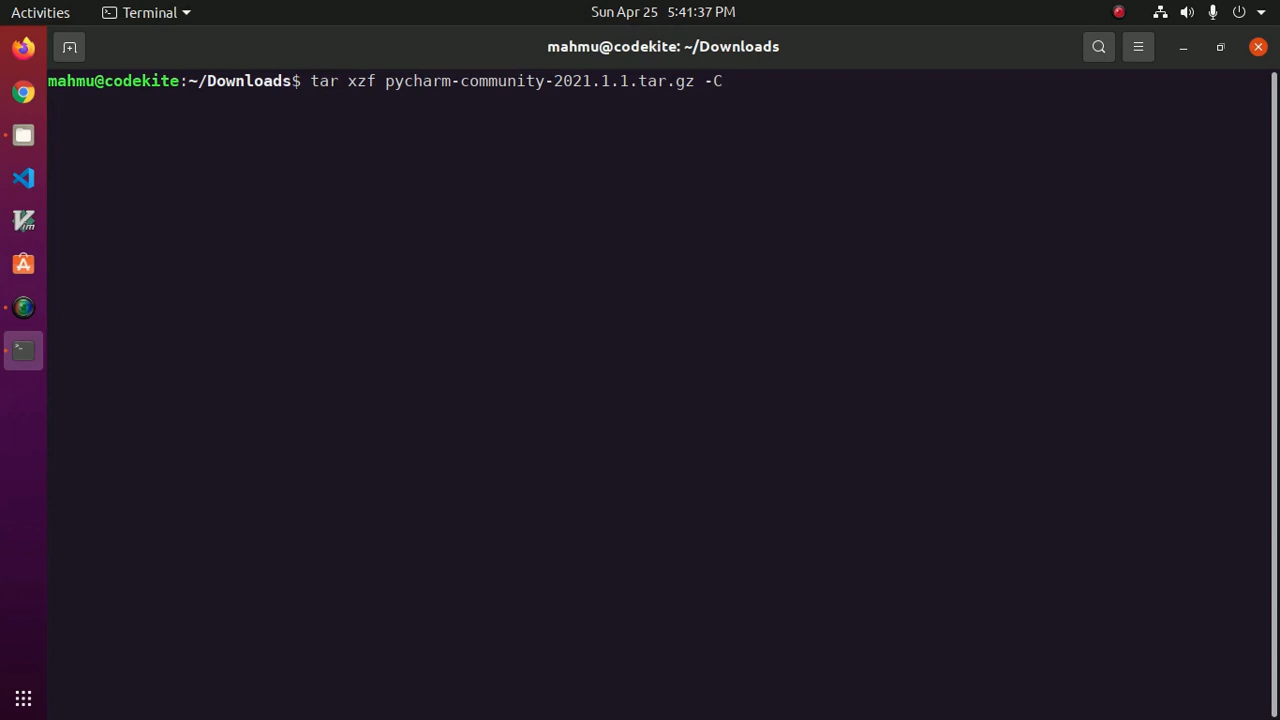 Activities
Terminal
Sun Apr 25 5:41:37 PM
mahmu@codekite: ~/Downloads
mahmu@codekite:~/Downloads$ tar xzf pycharm-community-2021.1.1.tar.gz -C